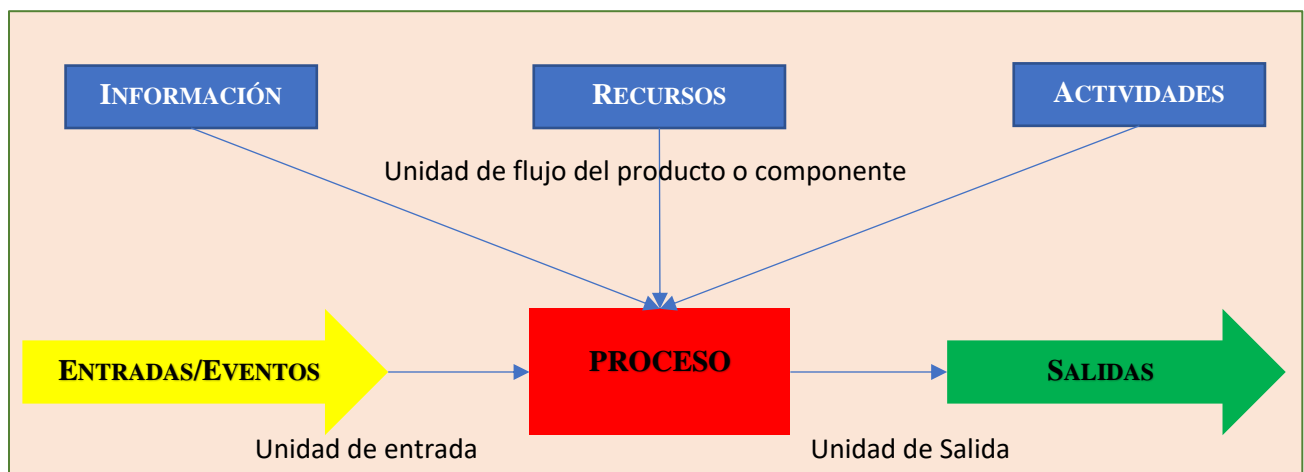 INFORMACIÓN
RECURSOS
ACTIVIDADES
Unidad de flujo del producto o componente
ENTRADAS/EVENTOS
PROCESO
SALIDAS
Unidad de entrada
Unidad de Salida